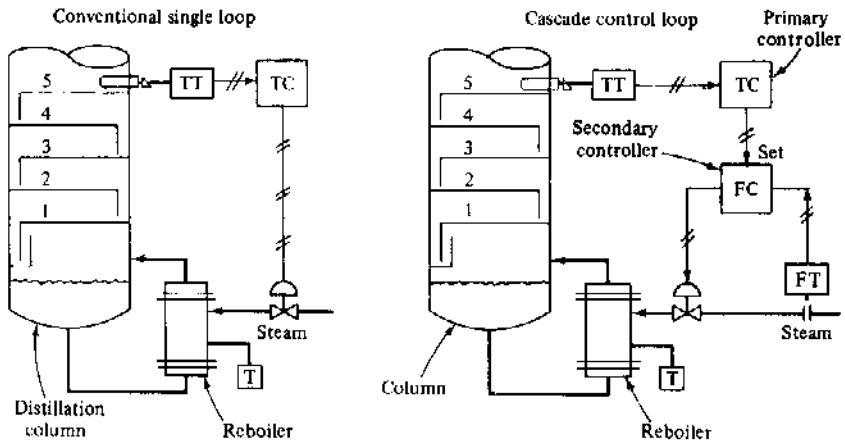 Conventional single loop
5
4
3
2
1
TT
TC
Steam
T
Distillation
column
Reboiler
Cascade control loop
Primary
controller
5
4
3
2
1
TT
TC
Secondary
controller
Set
FC
FT
Steam
T
Column
Reboiler